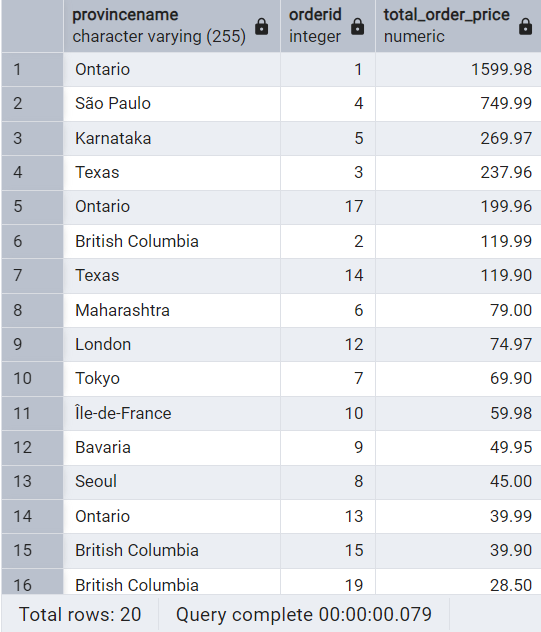 provincename orderid total_order_price
character varying (255) integer numeric
1 Ontario 1 1599.98
2 São Paulo 4 749.99
3 Karnataka 5 269.97
4 Texas 3 237.96
5 Ontario 17 199.96
6 British Columbia 2 119.99
7 Texas 14 119.90
8 Maharashtra 6 79.00
9 London 12 74.97
10 Tokyo 7 69.90
11 Île-de-France 10 59.98
12 Bavaria 9 49.95
13 Seoul 8 45.00
14 Ontario 13 39.99
15 British Columbia 15 39.90
16 British Columbia 19 28.50
Total rows: 20 Query complete 00:00:00.079